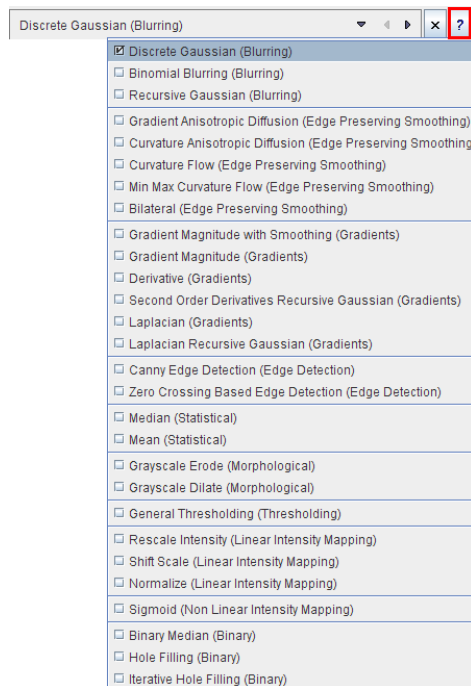 Discrete Gaussian (Blurring) ?
Discrete Gaussian (Blurring)
Binomial Blurring (Blurring)
Recursive Gaussian (Blurring)
Gradient Anisotropic Diffusion (Edge Preserving Smoothing)
Curvature Anisotropic Diffusion (Edge Preserving Smoothing
Curvature Flow (Edge Preserving Smoothing)
Min Max Curvature Flow (Edge Preserving Smoothing)
Bilateral (Edge Preserving Smoothing)
Gradient Magnitude with Smoothing (Gradients)
Gradient Magnitude (Gradients)
Derivative (Gradients)
Second Order Derivatives Recursive Gaussian (Gradients)
Laplacian (Gradients)
Laplacian Recursive Gaussian (Gradients)
Canny Edge Detection (Edge Detection)
Zero Crossing Based Edge Detection (Edge Detection)
Median (Statistical)
Mean (Statistical)
Grayscale Erode (Morphological)
Grayscale Dilate (Morphological)
General Thresholding (Thresholding)
Rescale Intensity (Linear Intensity Mapping)
Shift Scale (Linear Intensity Mapping)
Normalize (Linear Intensity Mapping)
Sigmoid (Non Linear Intensity Mapping)
Binary Median (Binary)
Hole Filling (Binary)
Iterative Hole Filling (Binary)